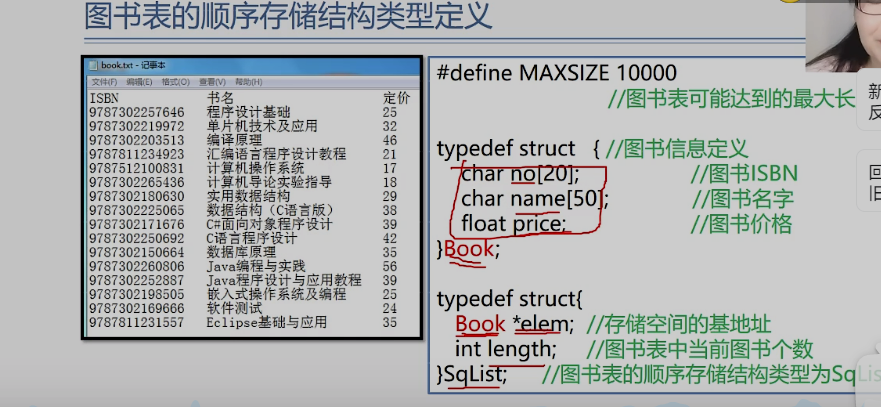 图书表的顺序存储结构类型定义
book.txt - 记事本
文件(F) 编辑(E) 格式(O) 查看(V) 帮助(H)
ISBN 书名 定价
9787302257646 程序设计基础 25
9787302219972 单片机技术及应用 32
9787302203513 编译原理 46
9787811234923 汇编语言程序设计教程 21
9787512100831 计算机操作系统 17
9787302265436 计算机导论实验指导 18
9787302180630 实用数据结构 29
9787302225065 数据结构（C语言版） 38
9787302171676 C#面向对象程序设计 39
9787302250692 C语言程序设计 42
9787302150664 数据库原理 35
9787302260806 Java编程与实践 56
9787302252887 Java程序设计与应用教程 39
9787302198505 嵌入式操作系统及编程 25
9787302169666 软件测试 24
9787811231557 Eclipse基础与应用 35
#define MAXSIZE 10000
//图书表可能达到的最大长
typedef struct { //图书信息定义
char no[20]; //图书ISBN
char name[50]; //图书名字
float price; //图书价格
}Book;
typedef struct{
Book *elem; //存储空间的基地址
int length; //图书表中当前图书个数
}SqList; //图书表的顺序存储结构类型为SqLis
新
反
回
旧